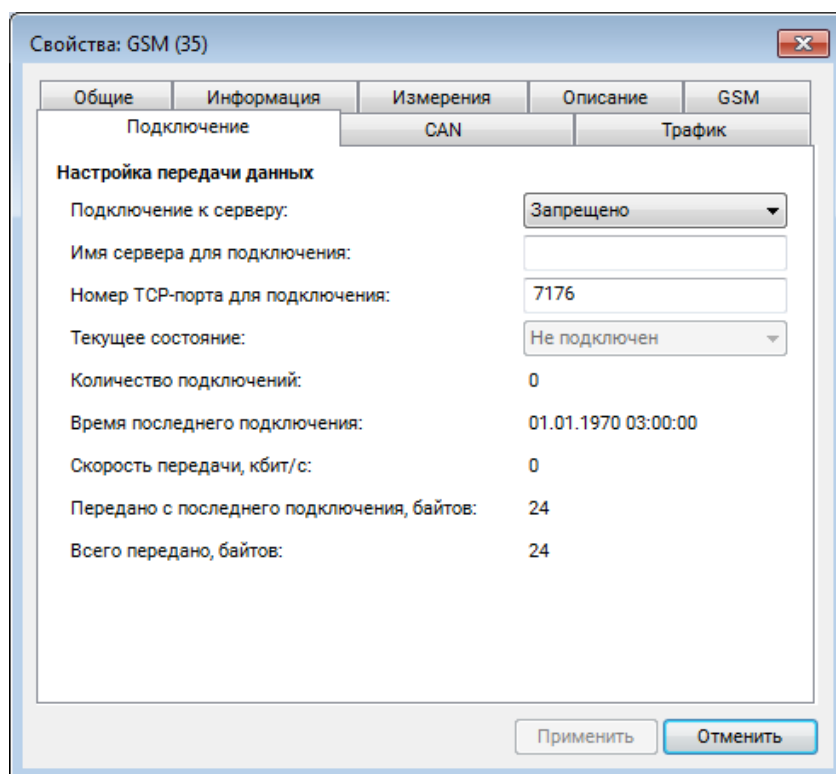 Свойства: GSM (35)
Общие Информация Измерения Описание GSM
Подключение CAN Трафик
Настройка передачи данных
Подключение к серверу: Запрещено
Имя сервера для подключения:
Номер TCP-порта для подключения: 7176
Текущее состояние: Не подключен
Количество подключений: 0
Время последнего подключения: 01.01.1970 03:00:00
Скорость передачи, кбит/с: 0
Передано с последнего подключения, байтов: 24
Всего передано, байтов: 24
Применить Отменить